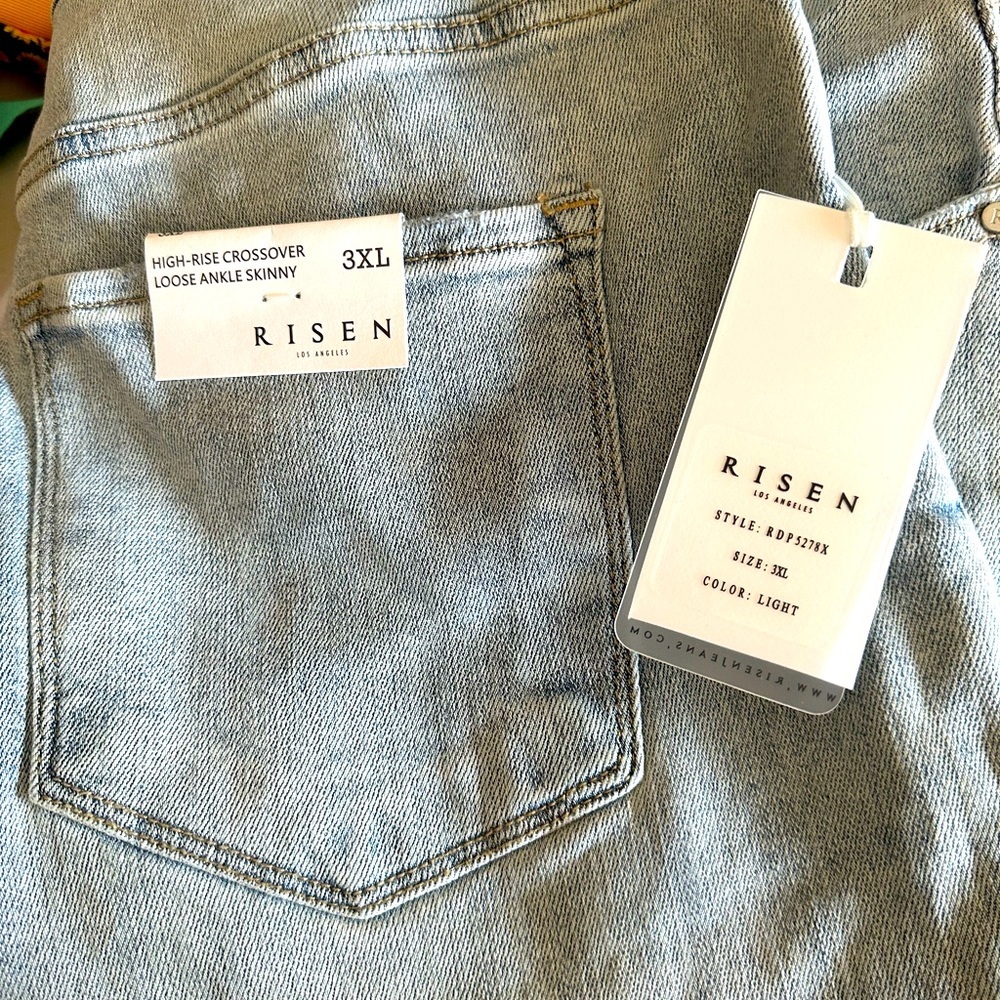 HIGH-RISE CROSSOVER 3XL
LOOSE ANKLE SKINNY
RISEN
LOS ANGELES
RISEN
LOS ANGELES
STYLE: RDP5278X
SIZE: 3XL
COLOR: LIGHT
WWW.RISENJEANS.COM